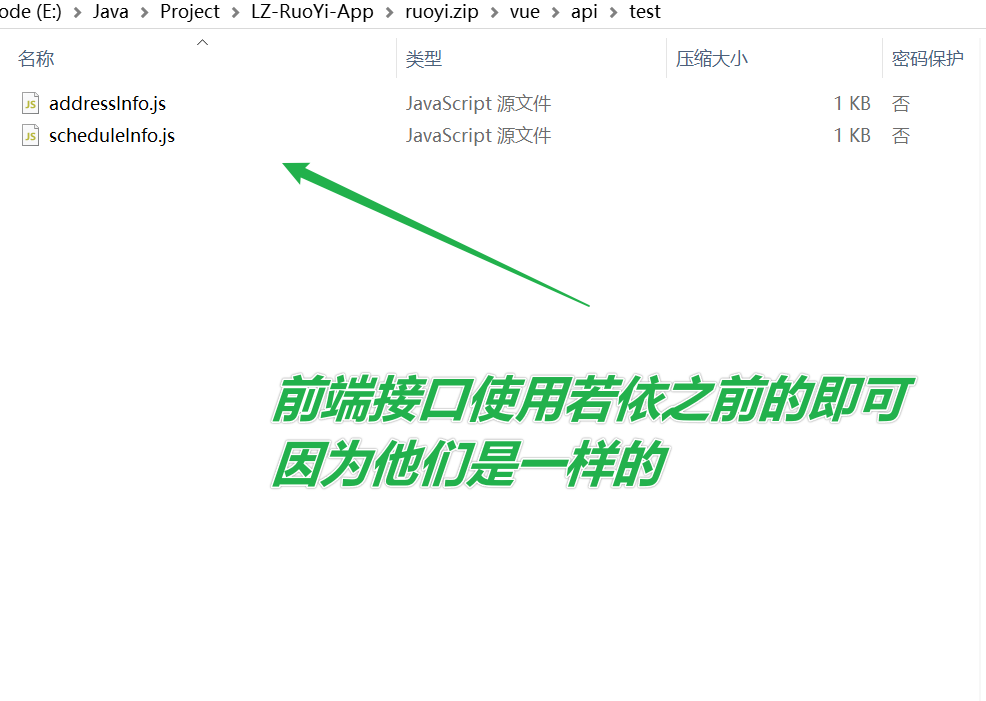 ode (E:) > Java > Project > LZ-RuoYi-App > ruoyi.zip > vue > api > test
名称 类型 压缩大小 密码保护
addressInfo.js JavaScript 源文件 1 KB 否
scheduleInfo.js JavaScript 源文件 1 KB 否
前端接口使用若依之前的即可
因为他们是一样的